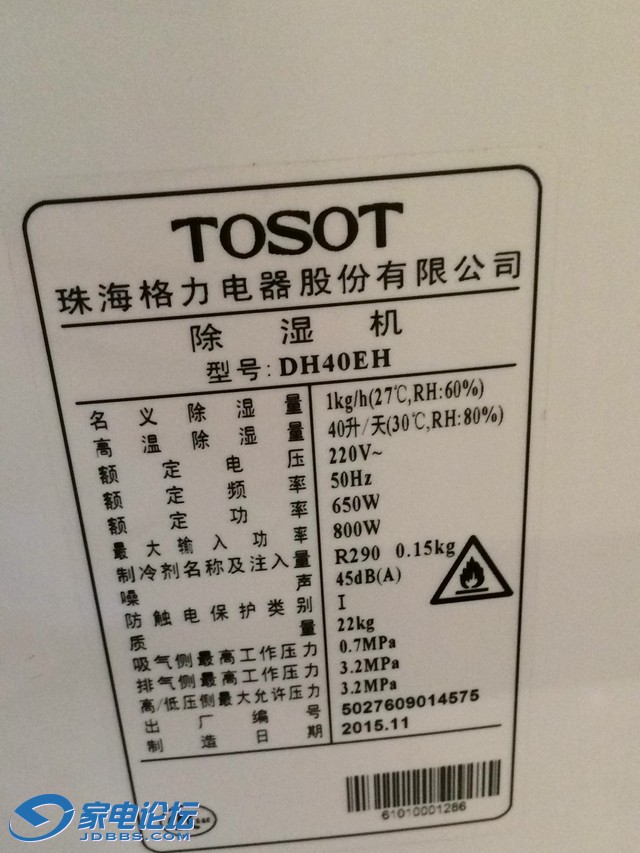 TOSOT
珠海格力电器股份有限公司
除湿机
型号: DH40EH
名义除湿量 1kg/h(27℃,RH:60%)
高温除湿量 40升/天(30℃,RH:80%)
额定电压 220V~
额定频率 50Hz
额定功率 650W
最大输入功率 800W
制冷剂名称及注入量 R290 0.15kg
噪声 45dB(A)
防触电保护类别 I
质量 22kg
吸气侧最高工作压力 0.7MPa
排气侧最高工作压力 3.2MPa
高/低压侧最大允许压力 3.2MPa
出厂编号 5027609014575
制造日期 2015.11
61010001286
家电论坛
JDBBS.COM